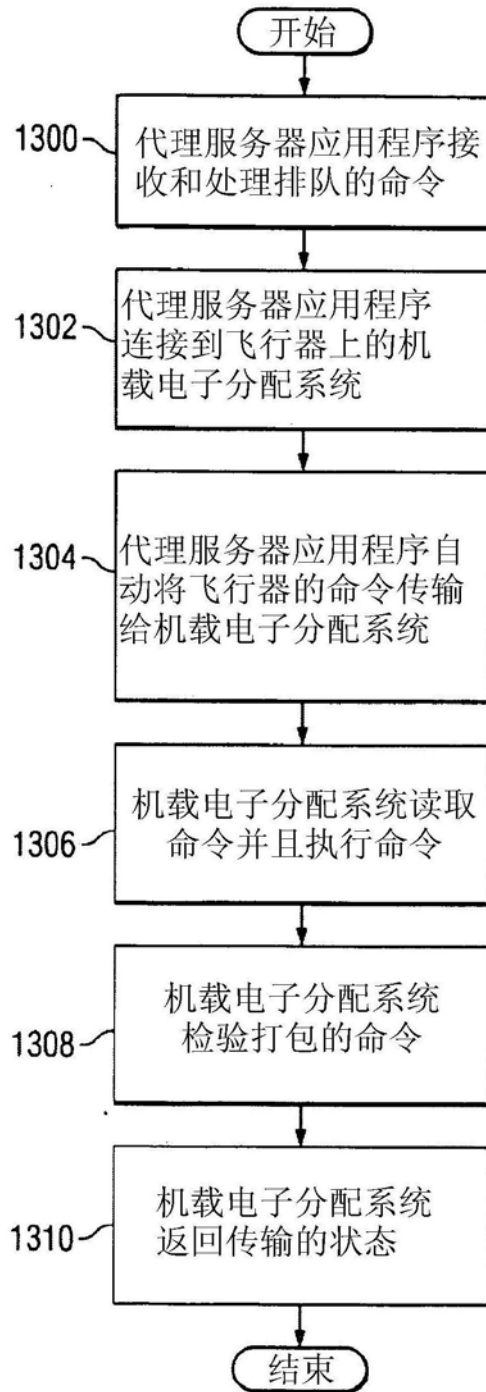 开始
1300
代理服务器应用程序接
收和处理排队的命令
1302
代理服务器应用程序
连接到飞行器上的机
载电子分配系统
1304
代理服务器应用程序自
动将飞行器的命令传输
给机载电子分配系统
1306
机载电子分配系统读取
命令并且执行命令
1308
机载电子分配系统
检验打包的命令
1310
机载电子分配系统
返回传输的状态
结束